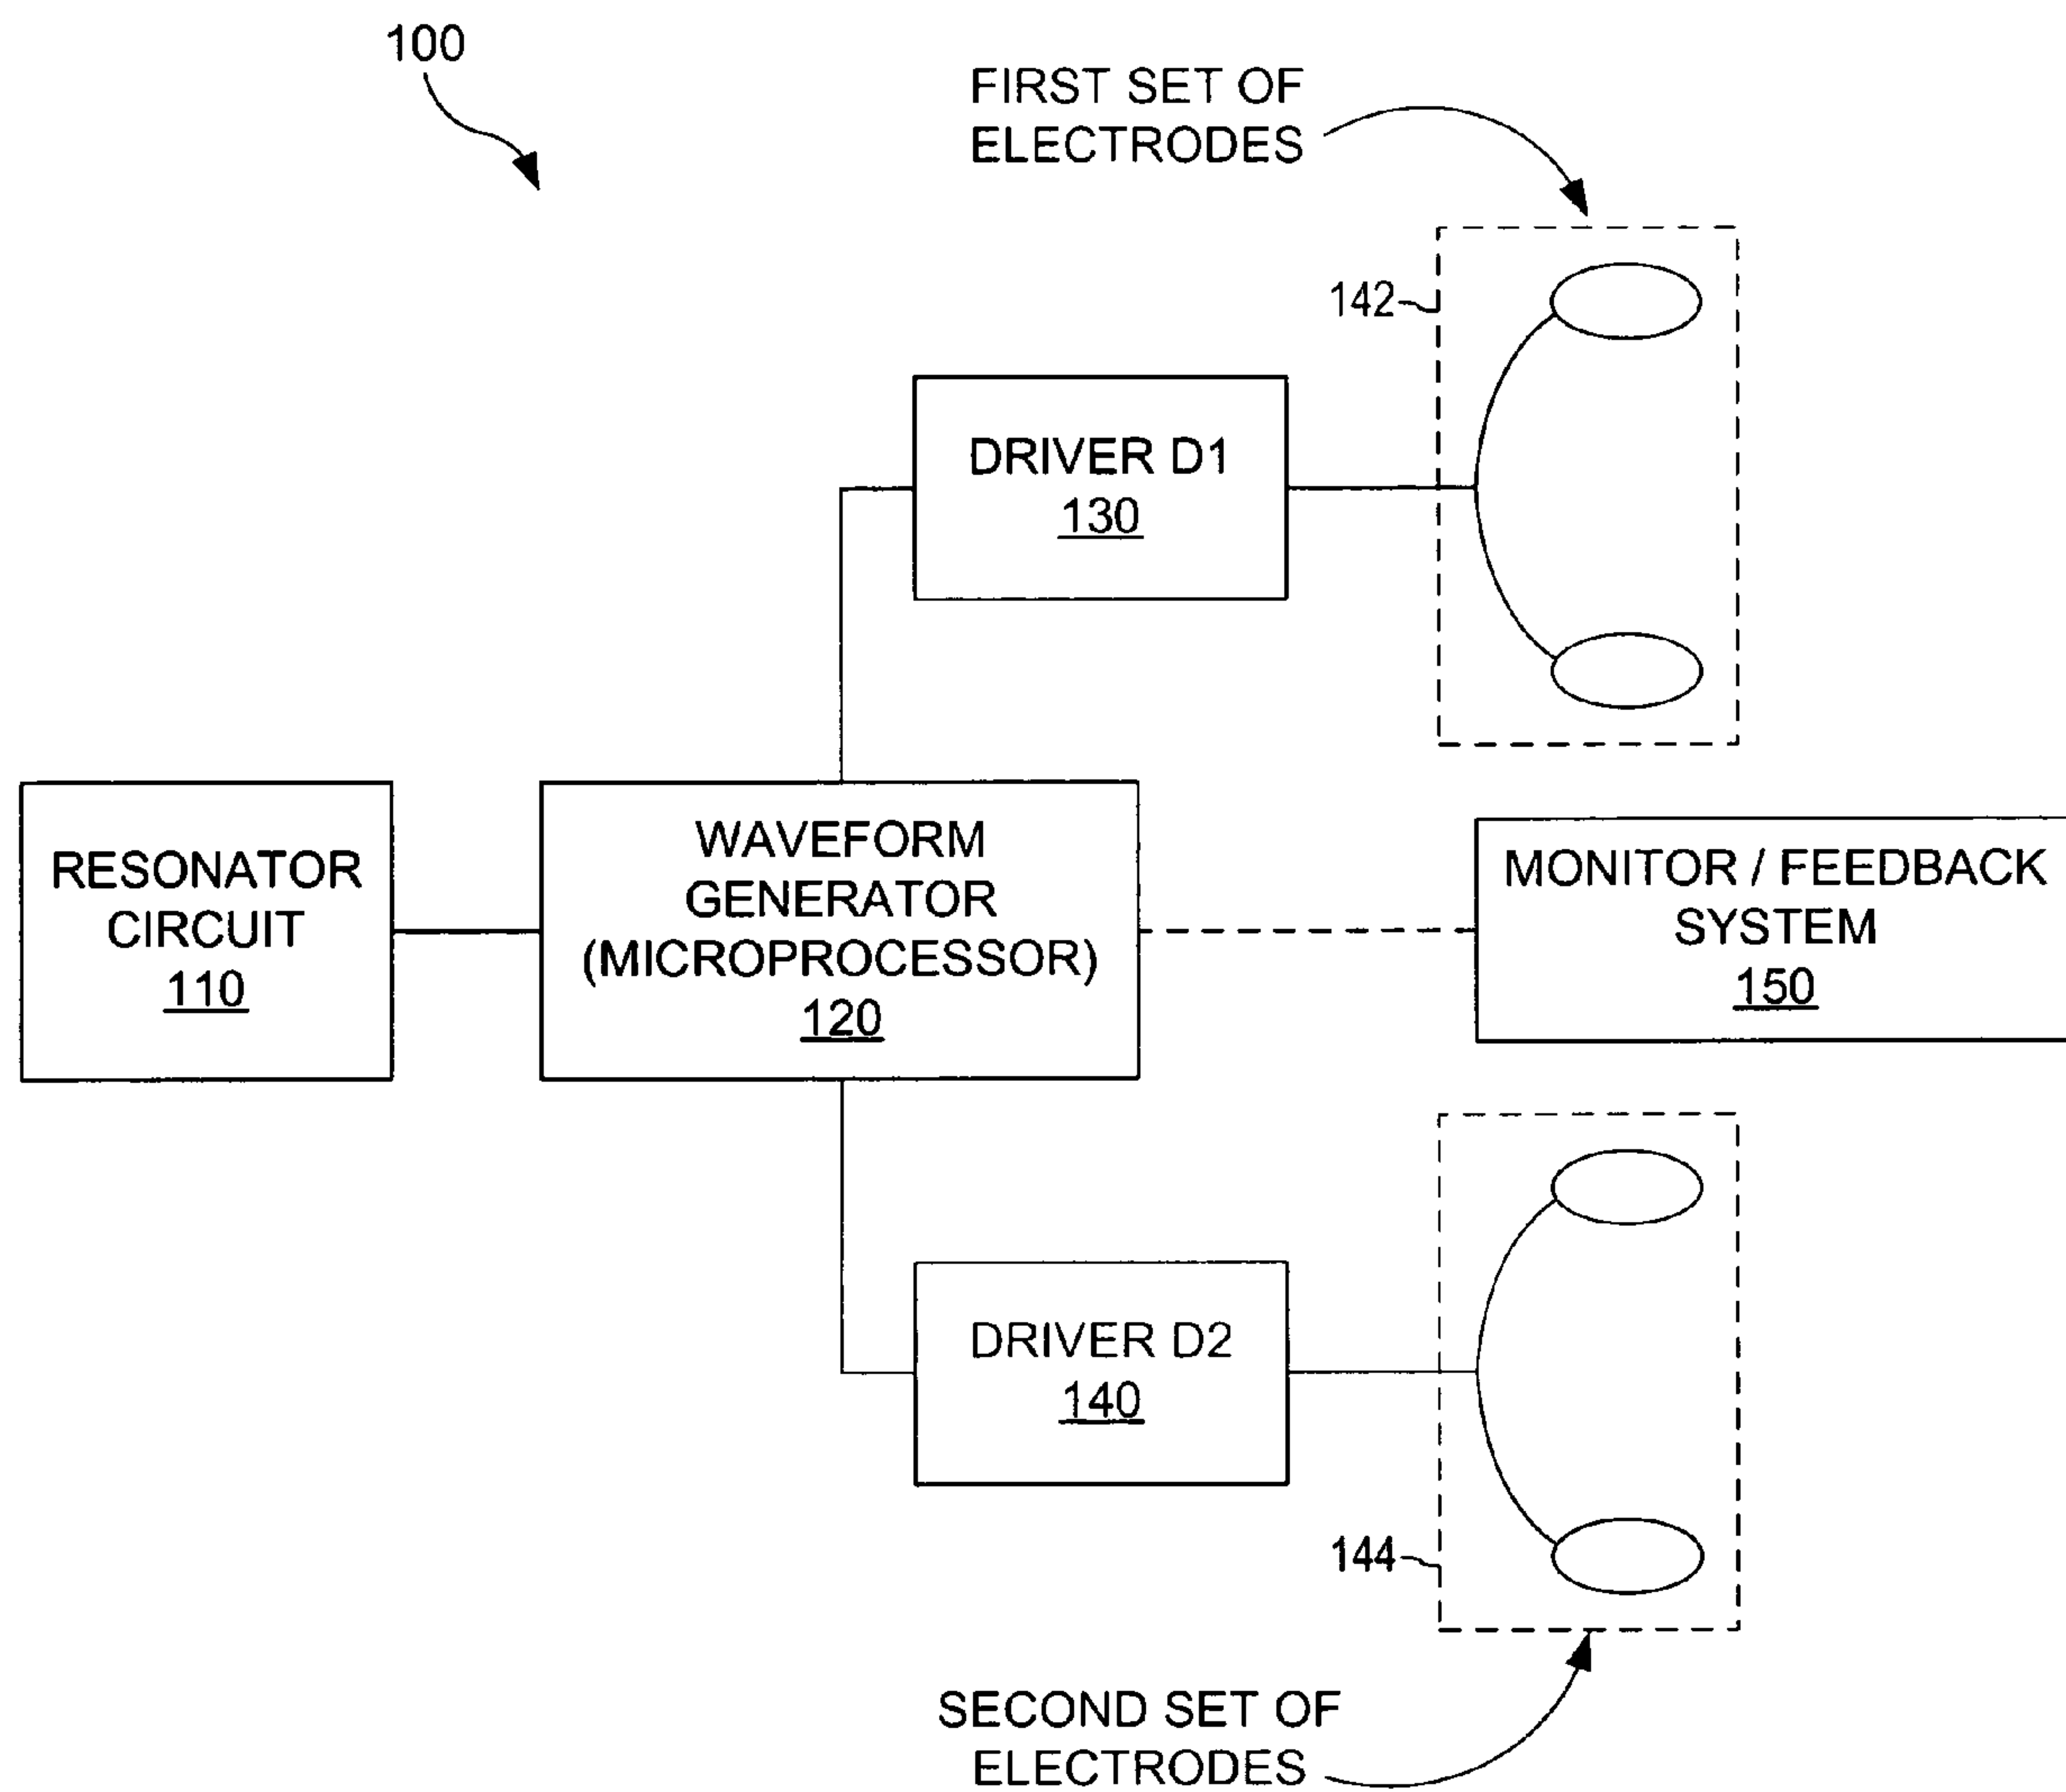 100
FIRST SET OF
ELECTRODES
142
DRIVER D1
130
RESONATOR
CIRCUIT
110
WAVEFORM
GENERATOR
(MICROPROCESSOR)
120
MONITOR / FEEDBACK
SYSTEM
150
DRIVER D2
140
144
SECOND SET OF
ELECTRODES